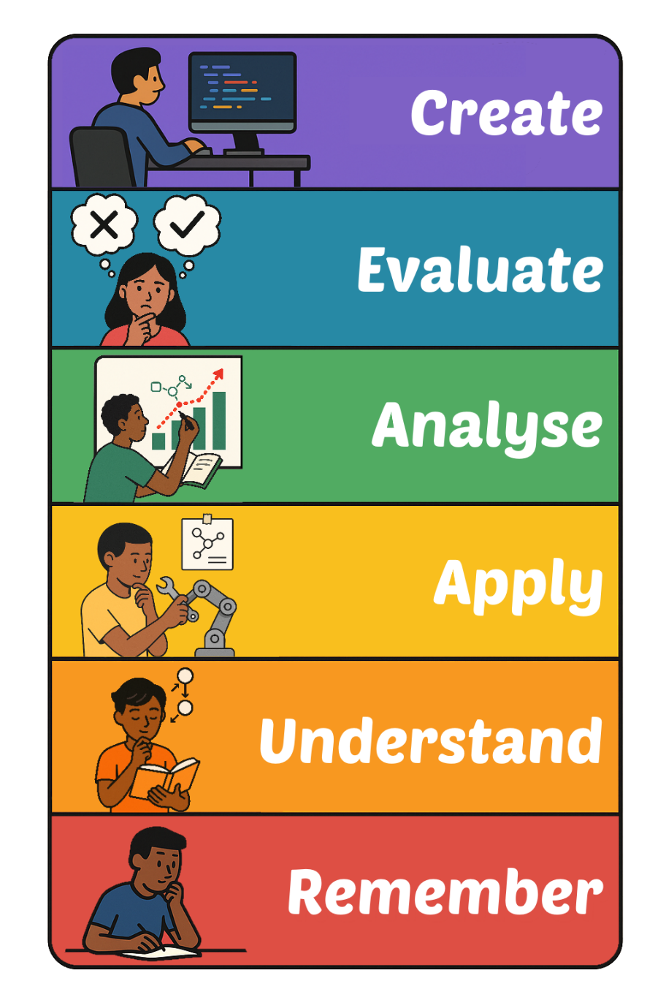 Create
Evaluate
Analyse
Apply
Understand
Remember